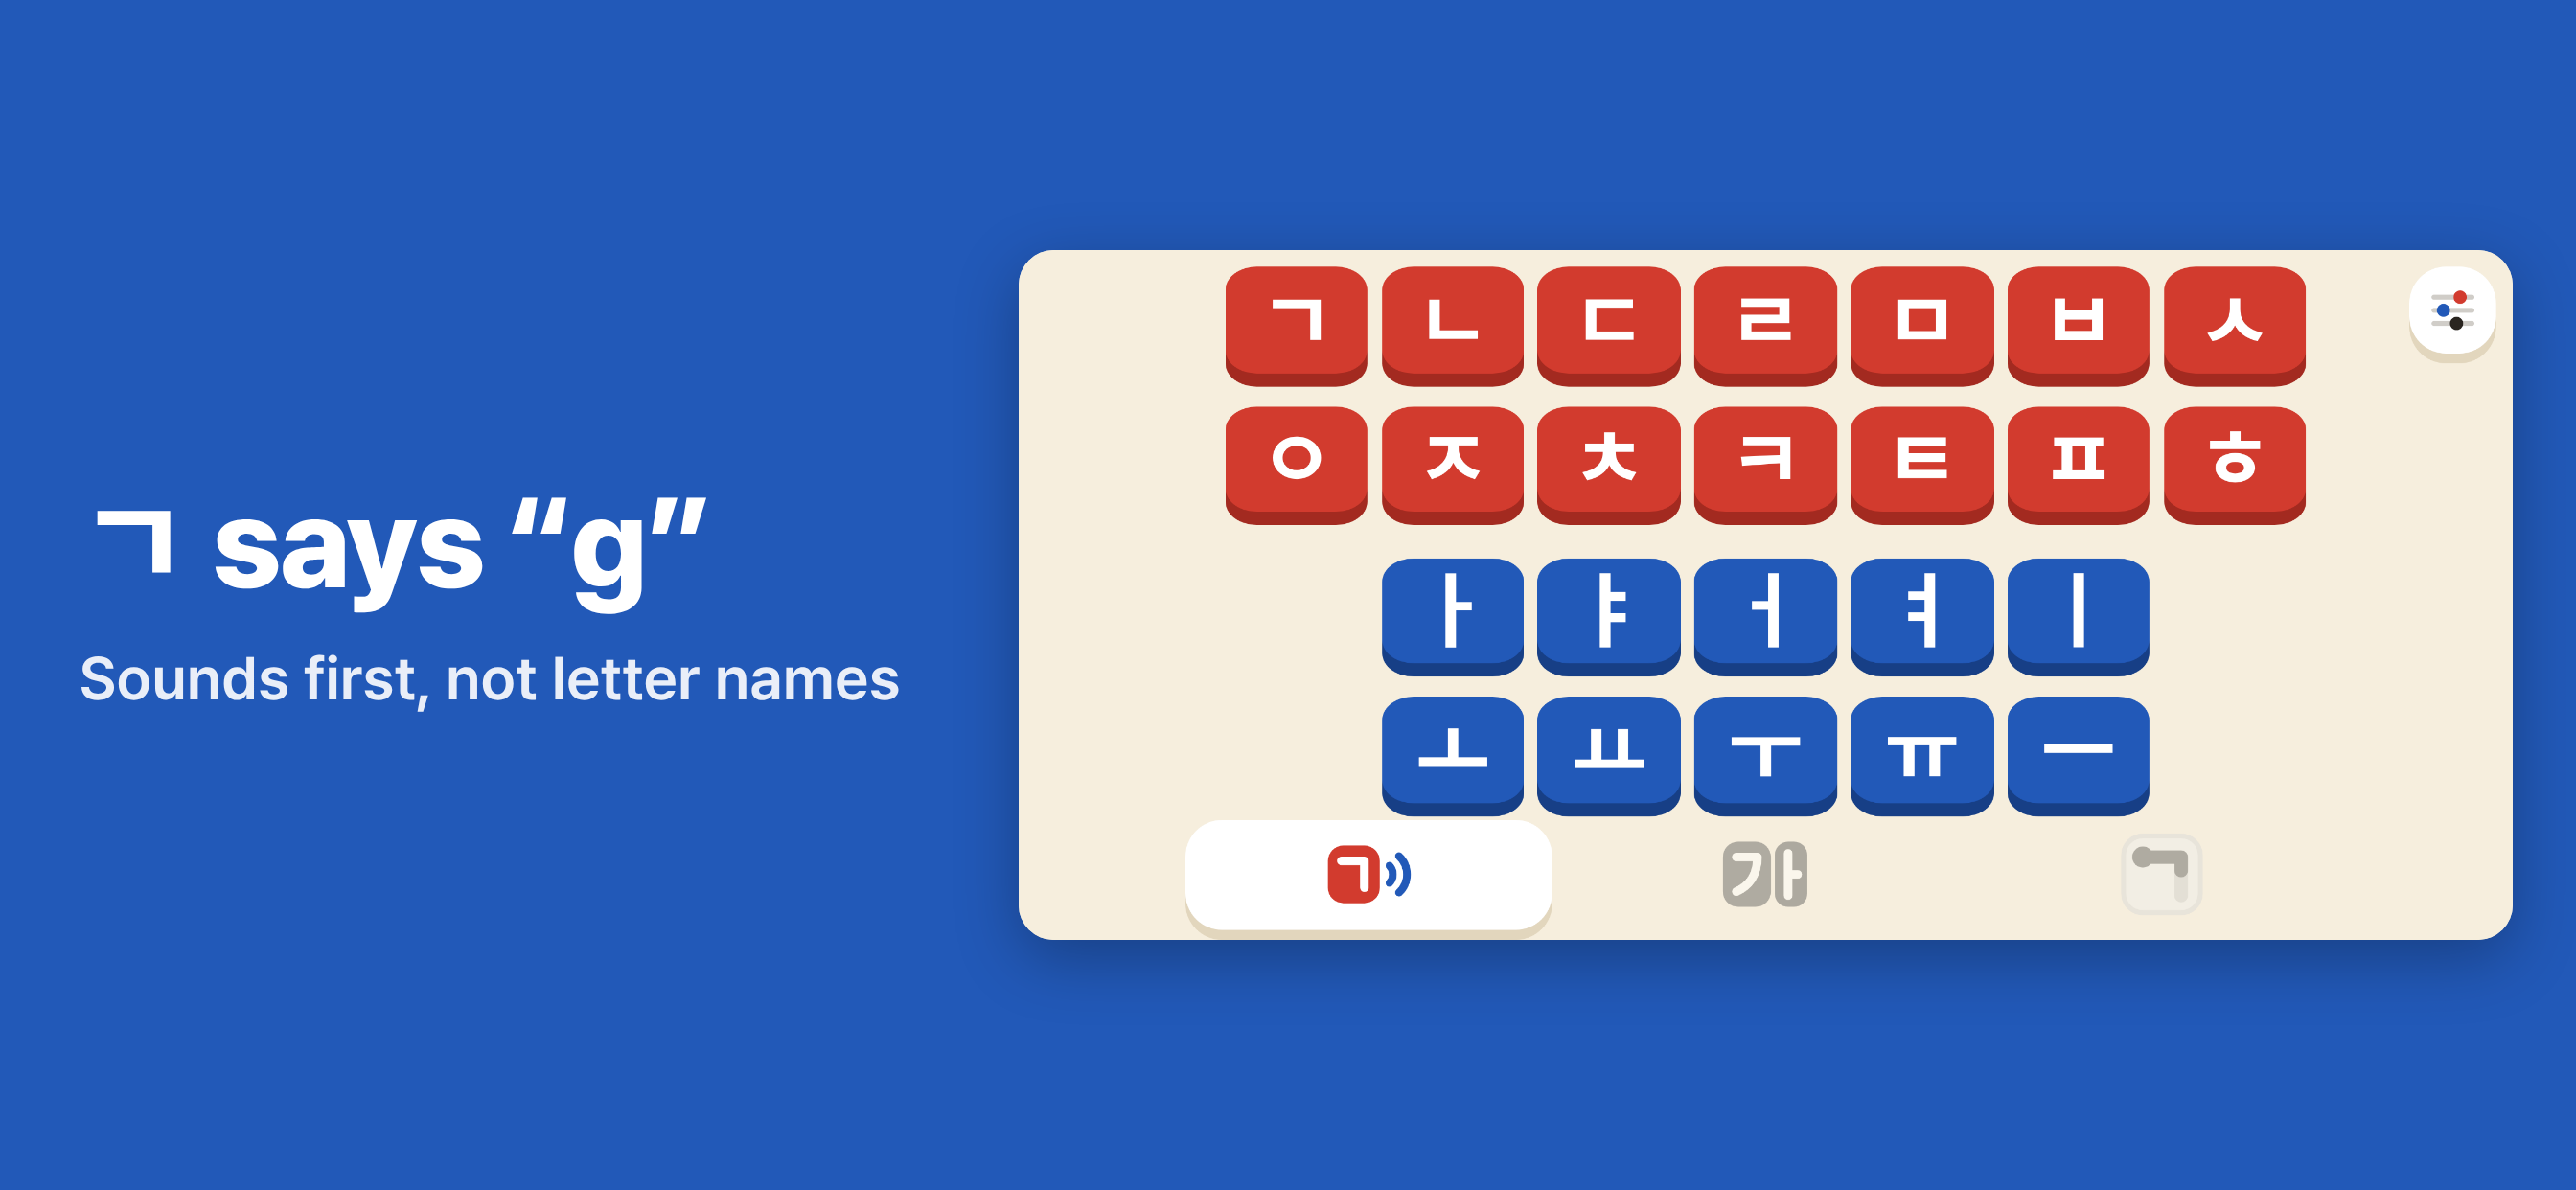 ㄱ says “g”
Sounds first, not letter names
ㄱ ㄴ ㄷ ㄹ ㅁ ㅂ ㅅ
ㅇ ㅈ ㅊ ㅋ ㅌ ㅍ ㅎ
ㅏ ㅑ ㅓ ㅕ ㅣ
ㅗ ㅛ ㅜ ㅠ ㅡ
ㄱ 가 ㄱ